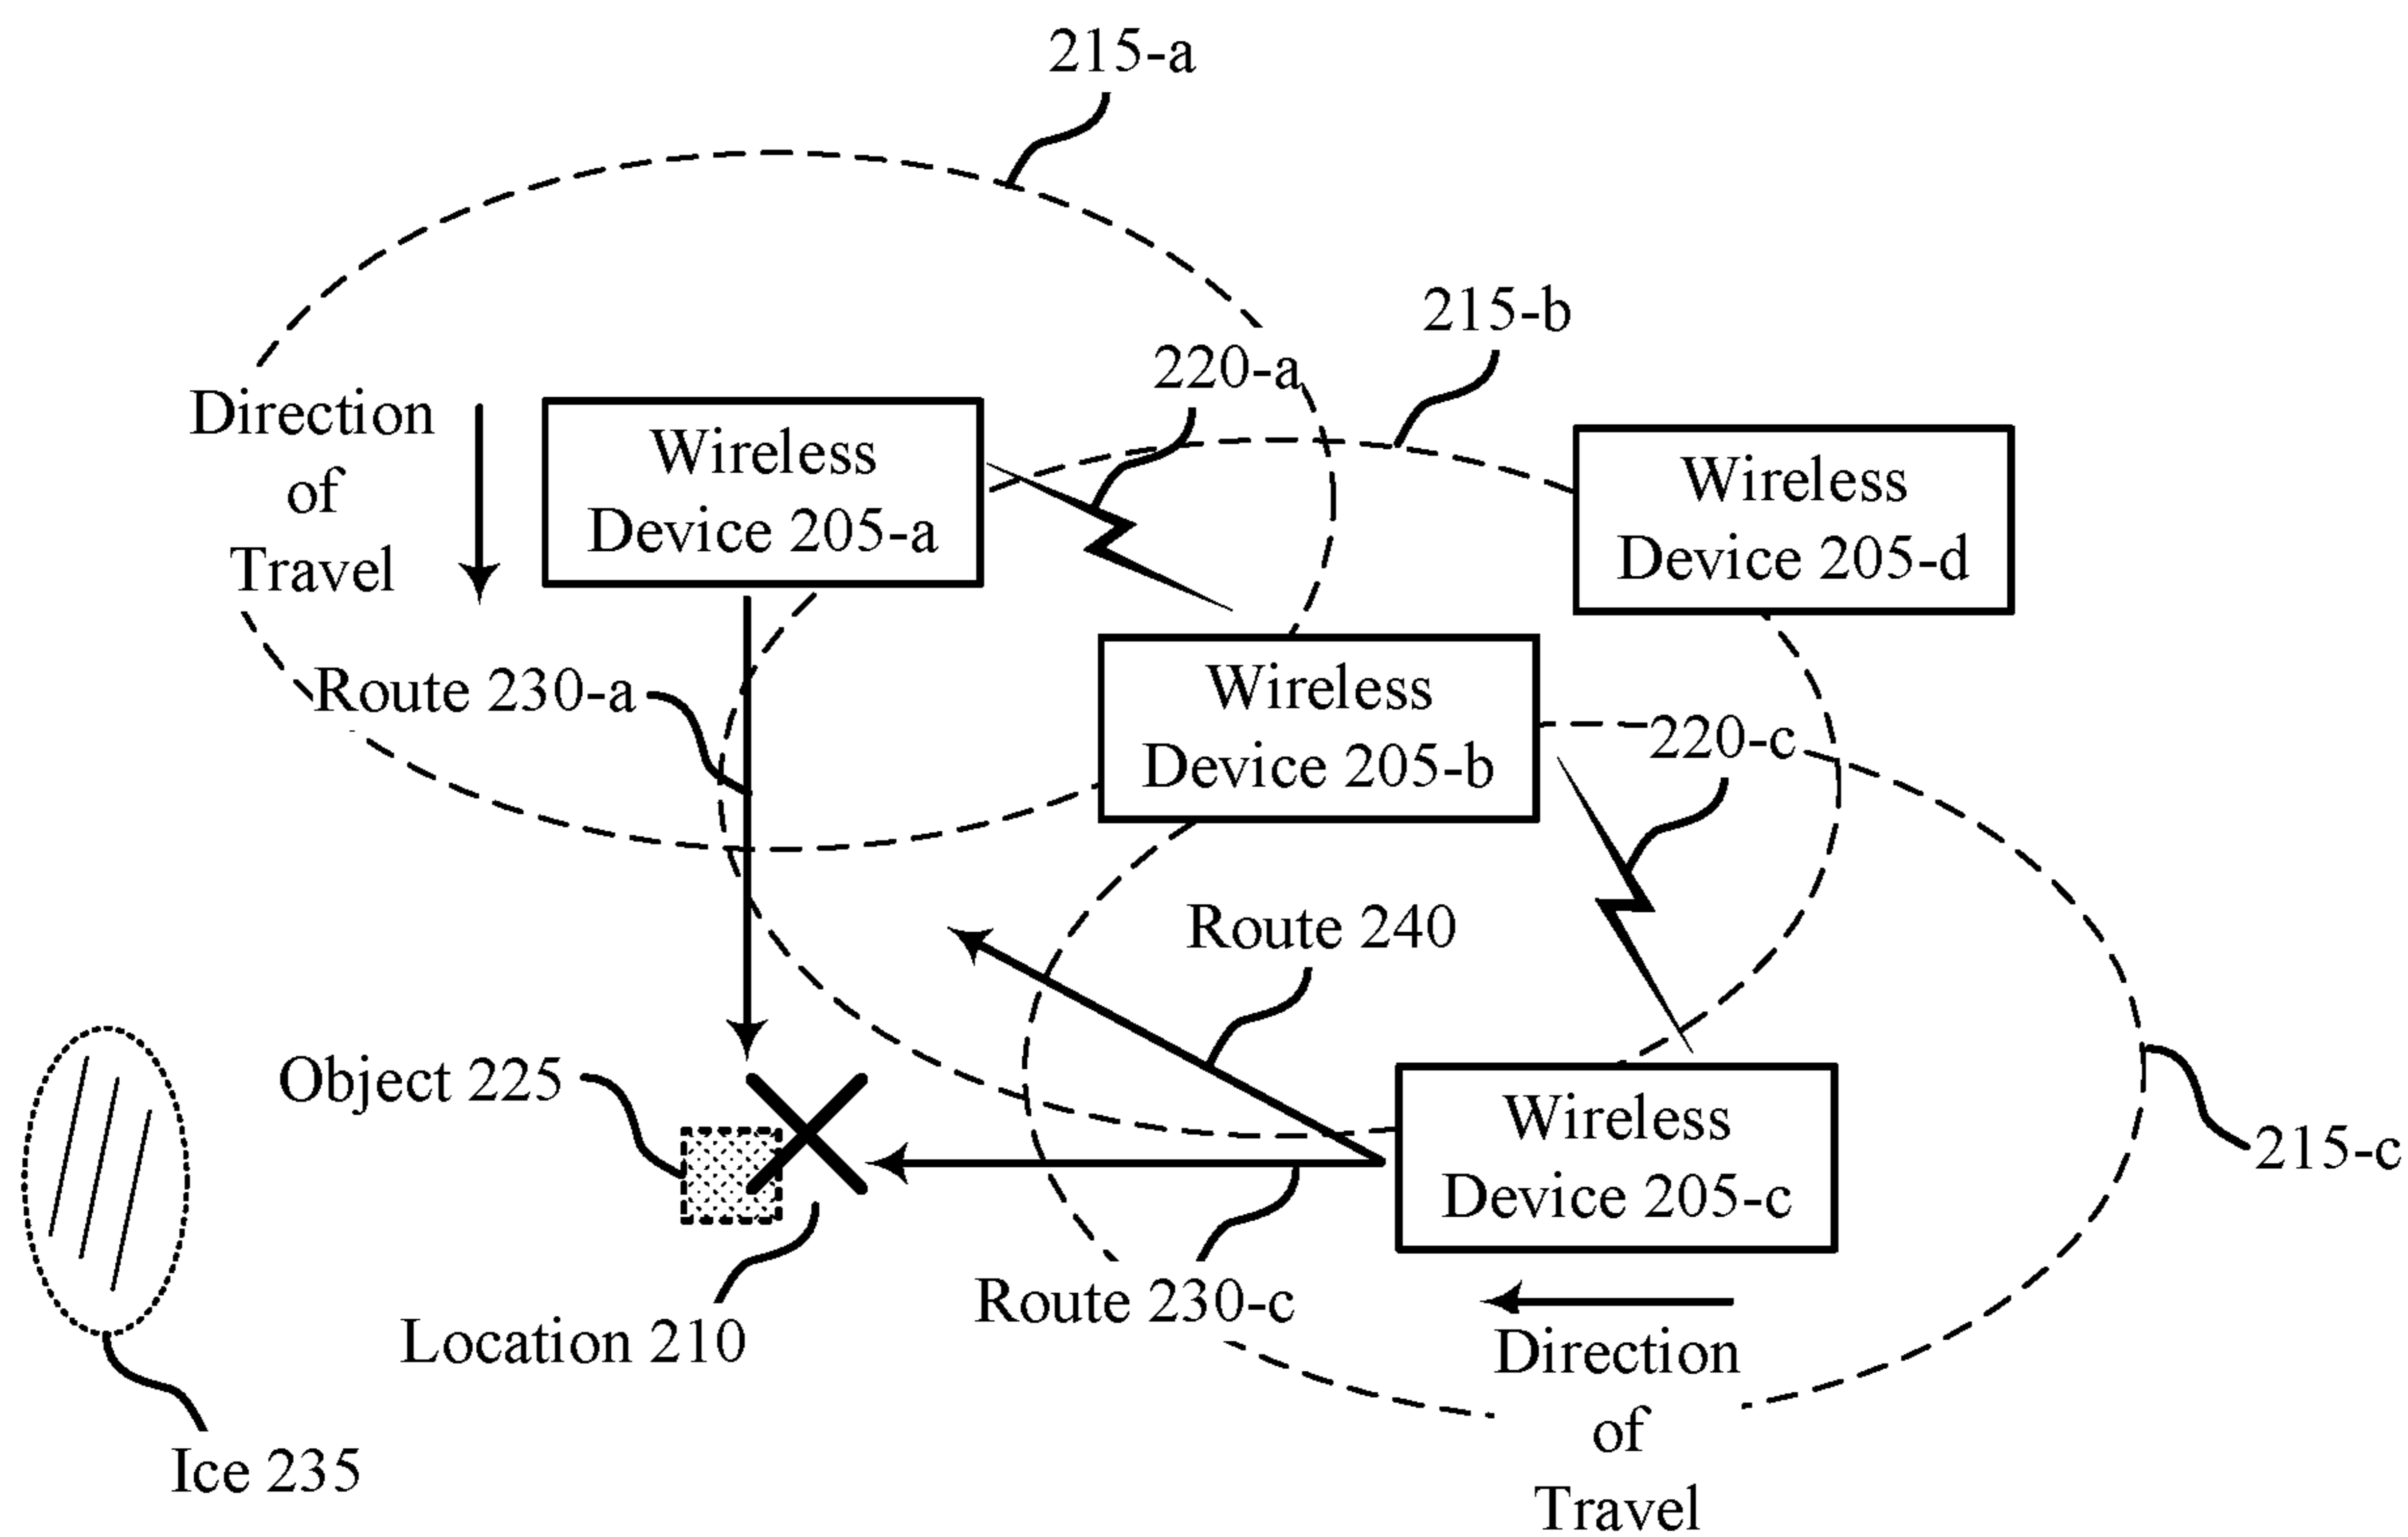 215-a
215-b
220-a
Direction
of
Travel
Wireless
Device 205-a
Wireless
Device 205-d
Route 230-a
Wireless
Device 205-b
220-c
Route 240
Object 225
Wireless
Device 205-c
215-c
Route 230-c
Location 210
Direction
of
Travel
Ice 235